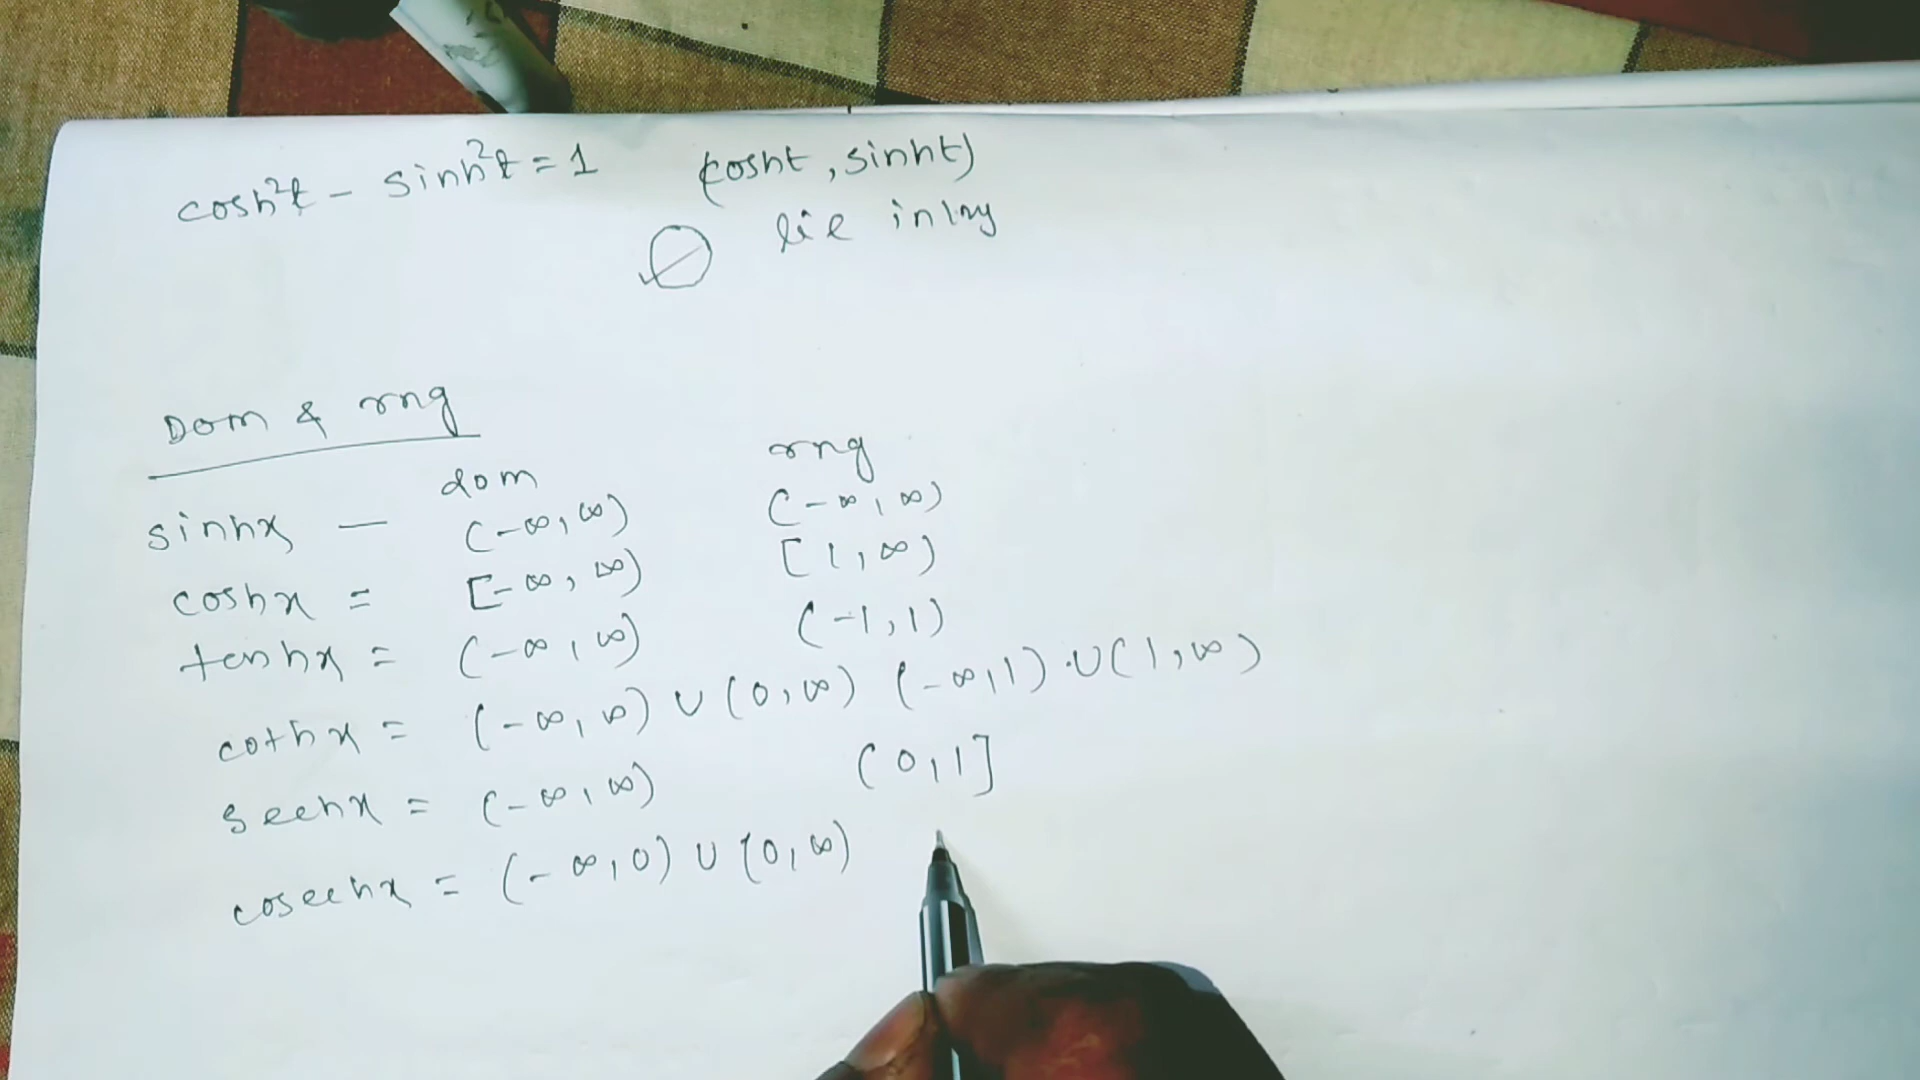 cosh²t - sinh²t = 1 (cosht, sinht)
lie in
Dom & rng
dom rng
sinhx — (-∞, ∞) (-∞, ∞)
coshx = [-∞, ∞) [1, ∞)
tanhx = (-∞, ∞) (-1, 1)
cothx = (-∞, ∞) ∪ (0, ∞) (-∞, 1) ∪ (1, ∞)
sechx = (-∞, ∞) (0, 1]
cosechx = (-∞, 0) ∪ (0, ∞)